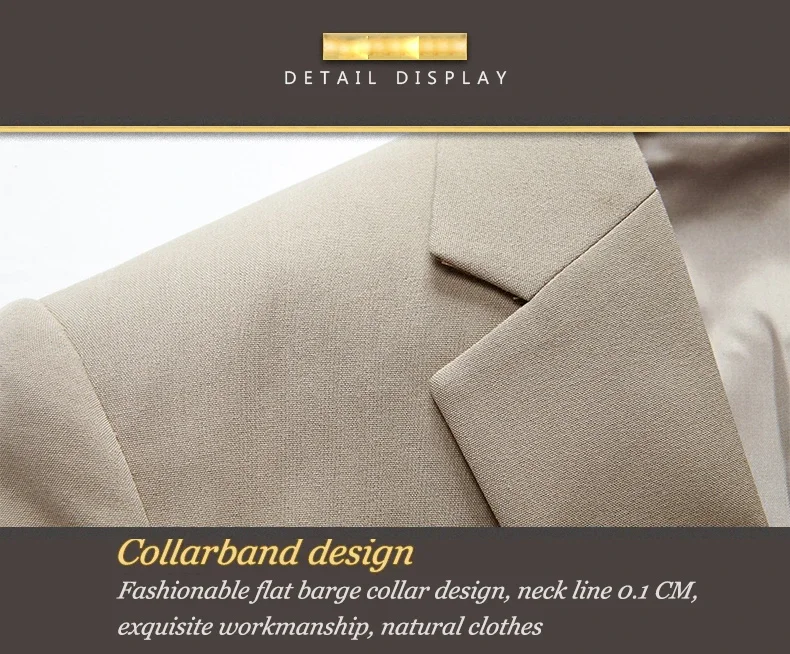 DETAIL DISPLAY
Collarband design
Fashionable flat barge collar design, neck line 0.1 CM,
exquisite workmanship, natural clothes